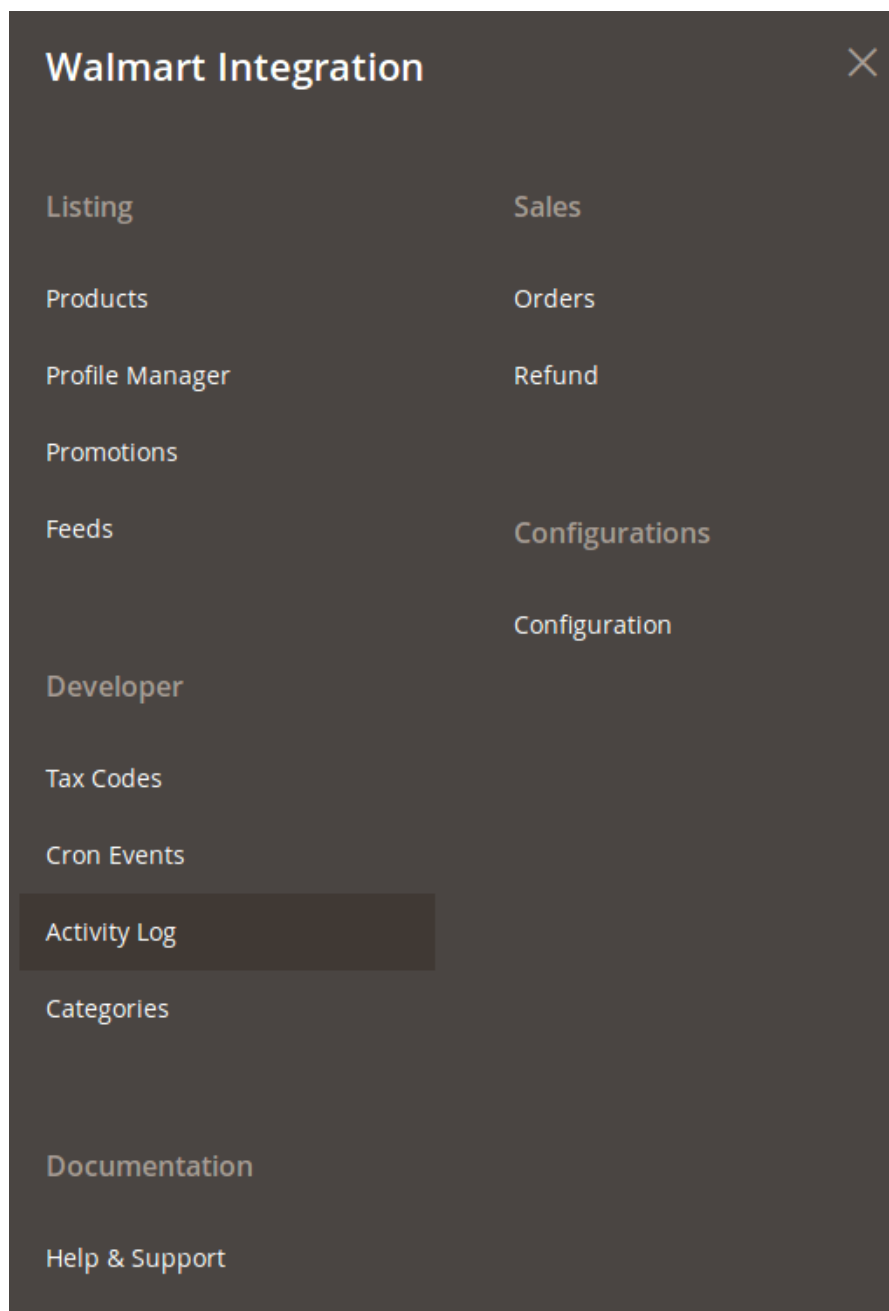 Walmart Integration
Listing
Products
Profile Manager
Promotions
Feeds
Developer
Tax Codes
Cron Events
Activity Log
Categories
Documentation
Help & Support
Sales
Orders
Refund
Configurations
Configuration